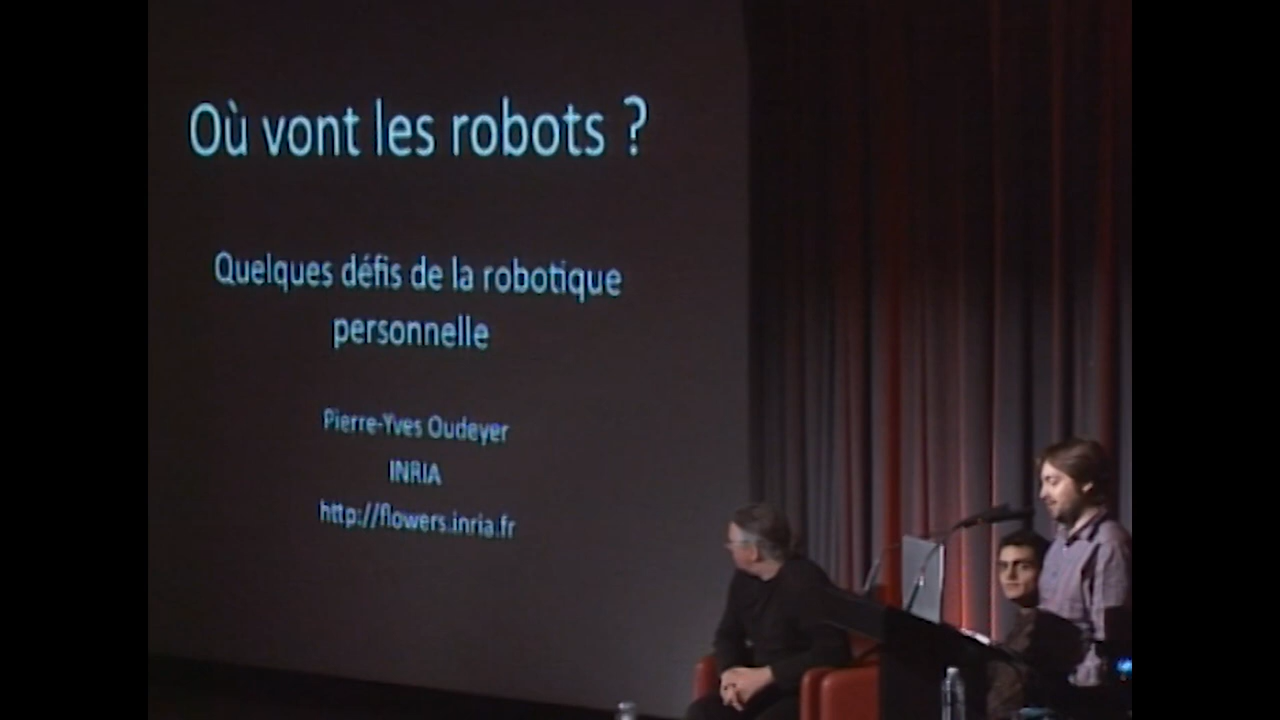 Où vont les robots ?
Quelques défis de la robotique
personnelle
Pierre-Yves Oudeyer
INRIA
http://flowers.inria.fr